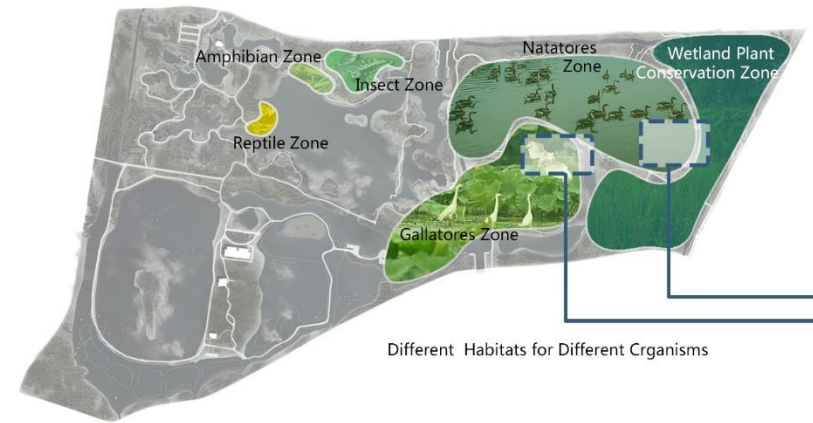 Amphibian Zone
Insect Zone
Reptile Zone
Natatores
Zone
Wetland Plant
Conservation Zone
Gallatores Zone
Different Habitats for Different Crganisms